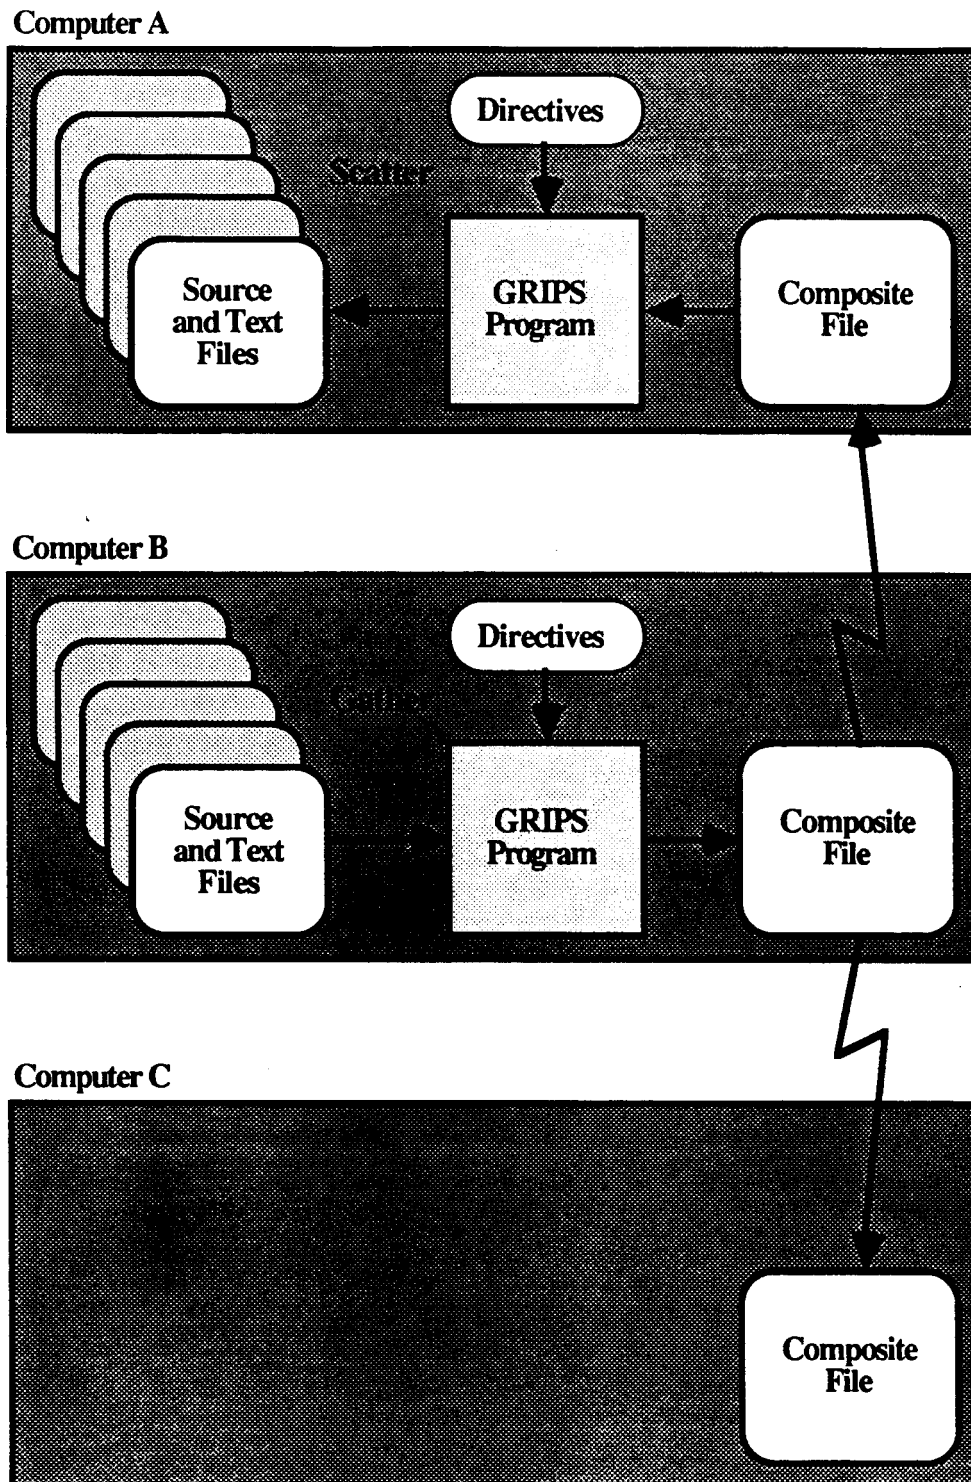 Computer A
Directives
Scatter
Source
and Text
Files
GRIPS
Program
Composite
File
Computer B
Directives
Gather
Source
and Text
Files
GRIPS
Program
Composite
File
Computer C
Composite
File